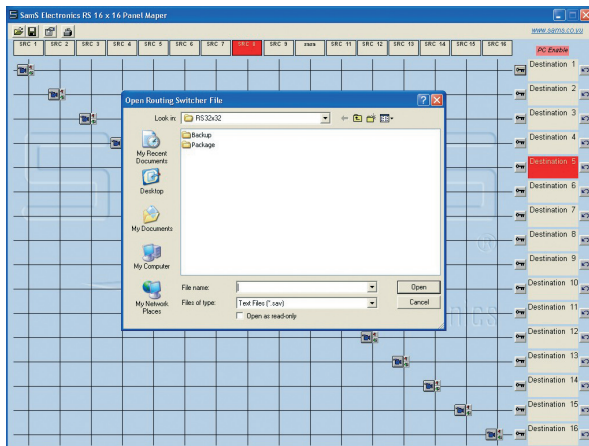 SamS Electronics RS 16 x 16 Panel Maper
www.sams.co.yu
SRC 1 SRC 2 SRC 3 SRC 4 SRC 5 SRC 6 SRC 7 SRC 8 SRC 9 SRC 11 SRC 12 SRC 13 SRC 14 SRC 15 SRC 16
PC Enable
Destination 1
Destination 2
Destination 3
Destination 4
Destination 5
Destination 6
Destination 7
Destination 8
Destination 9
Destination 10
Destination 11
Destination 12
Destination 13
Destination 14
Destination 15
Destination 16
Open Routing Switcher File
Look in: RS32x32
Backup
Package
My Recent
Documents
Desktop
My Documents
My Computer
My Network
Places
File name:
Open
Files of type: Text Files (*.sav)
Cancel
Open as read-only